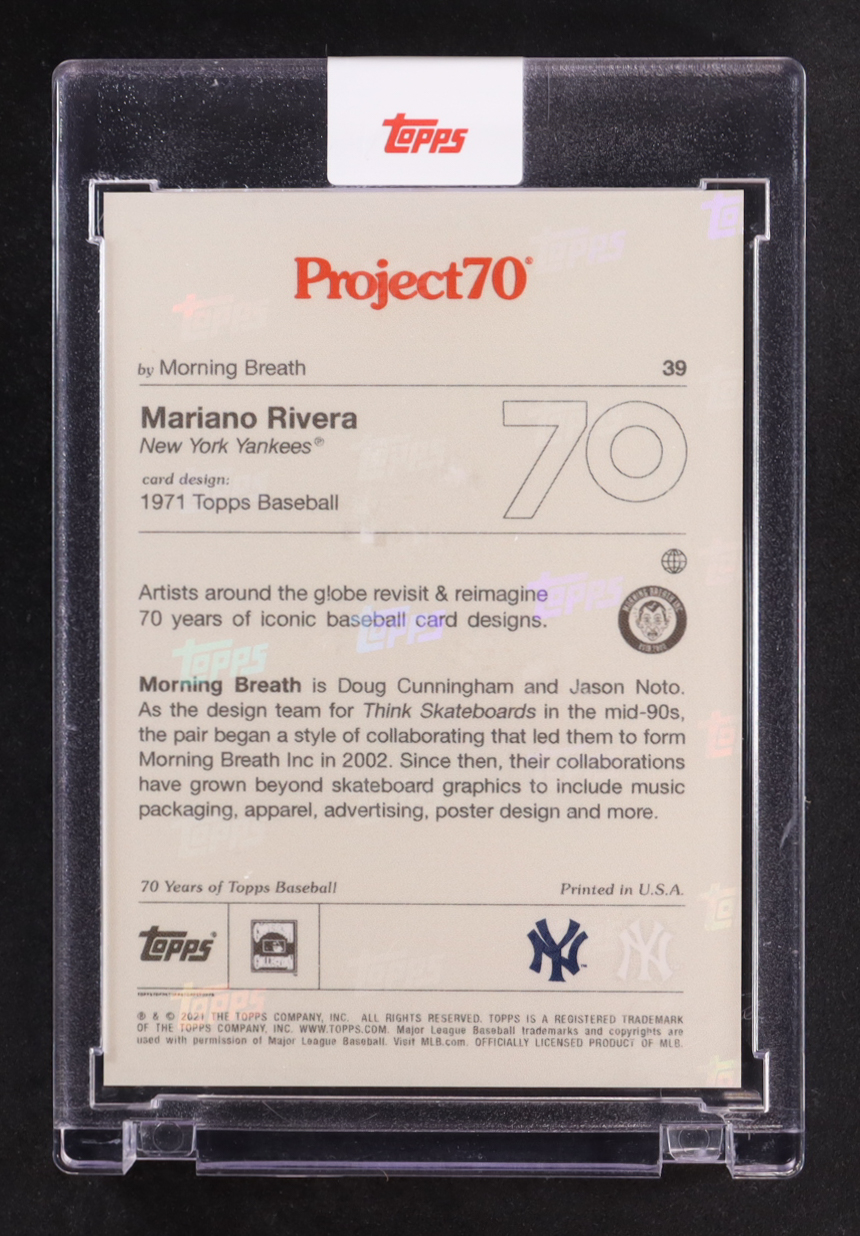 TOPPS
Project70®
by Morning Breath 39
Mariano Rivera
New York Yankees®
card design:
1971 Topps Baseball
70
Artists around the globe revisit & reimagine
70 years of iconic baseball card designs.
MORNING BREATH INC
Morning Breath is Doug Cunningham and Jason Noto.
As the design team for Think Skateboards in the mid-90s,
the pair began a style of collaborating that led them to form
Morning Breath Inc in 2002. Since then, their collaborations
have grown beyond skateboard graphics to include music
packaging, apparel, advertising, poster design and more.
70 Years of Topps Baseball Printed in U.S.A.
TOPPS® NY™ NY
® & © 2021 THE TOPPS COMPANY, INC. ALL RIGHTS RESERVED. TOPPS IS A REGISTERED TRADEMARK
OF THE TOPPS COMPANY, INC. WWW.TOPPS.COM. Major League Baseball trademarks and copyrights are
used with permission of Major League Baseball. Visit MLB.com. OFFICIALLY LICENSED PRODUCT OF MLB.